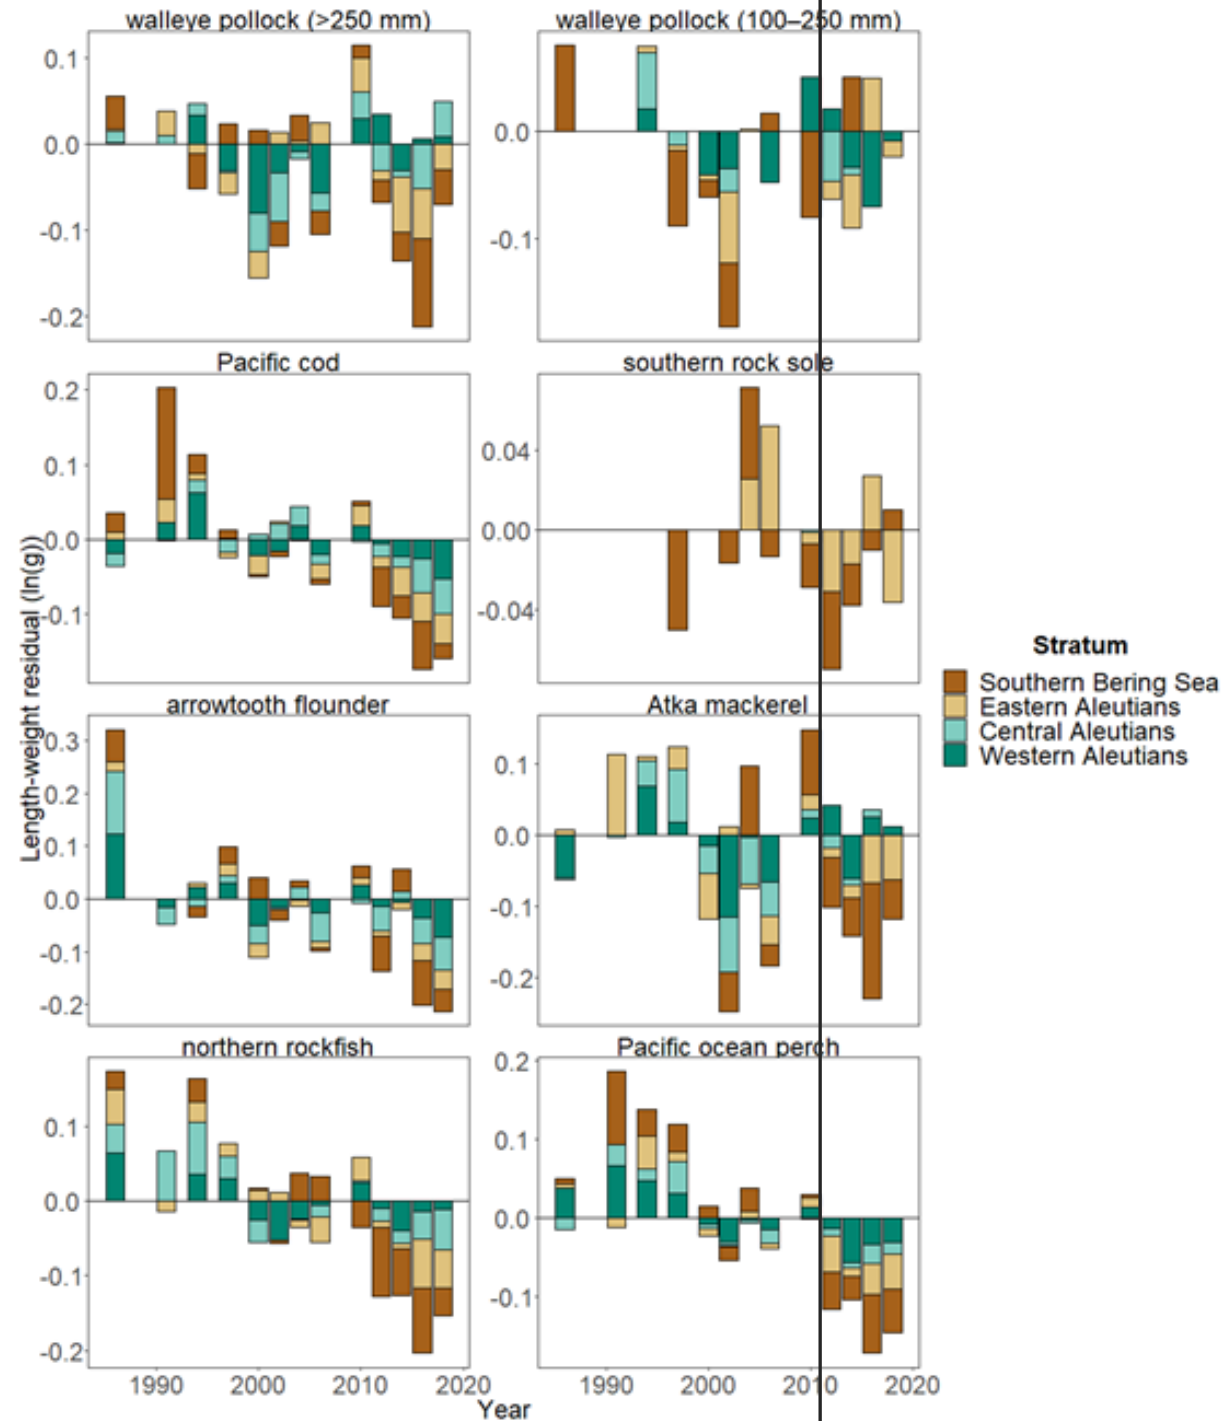 walleye pollock (>250 mm)
walleye pollock (100–250 mm)
0.1
0.0
-0.1
-0.2
0.0
-0.1
Pacific cod
southern rock sole
0.2
0.1
0.0
-0.1
0.04
0.00
-0.04
Length-weight residual (ln(g))
arrowtooth flounder
Atka mackerel
0.3
0.2
0.1
0.0
-0.1
-0.2
0.1
0.0
-0.1
-0.2
Stratum
Southern Bering Sea
Eastern Aleutians
Central Aleutians
Western Aleutians
northern rockfish
Pacific ocean perch
0.1
0.0
-0.1
-0.2
0.2
0.1
0.0
-0.1
1990 2000 2010 2020
1990 2000 2010 2020
Year